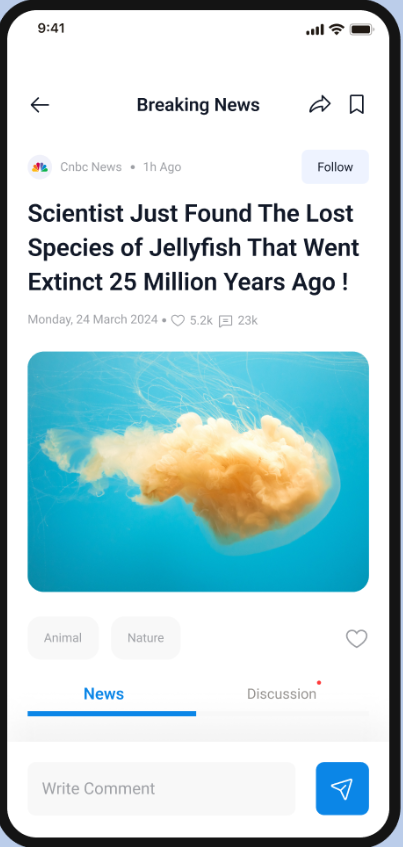 9:41
Breaking News
Cnbc News • 1h Ago
Follow
Scientist Just Found The Lost
Species of Jellyfish That Went
Extinct 25 Million Years Ago !
Monday, 24 March 2024 • 5.2k 23k
Animal
Nature
News
Discussion
Write Comment